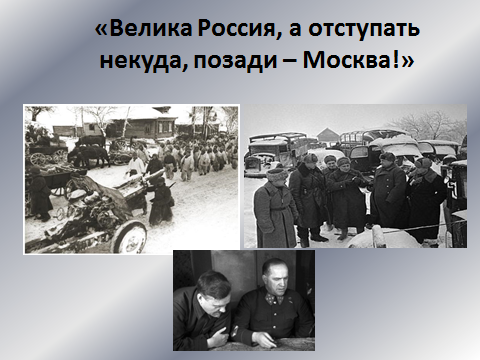 «Велика Россия, а отступать
некуда, позади – Москва!»